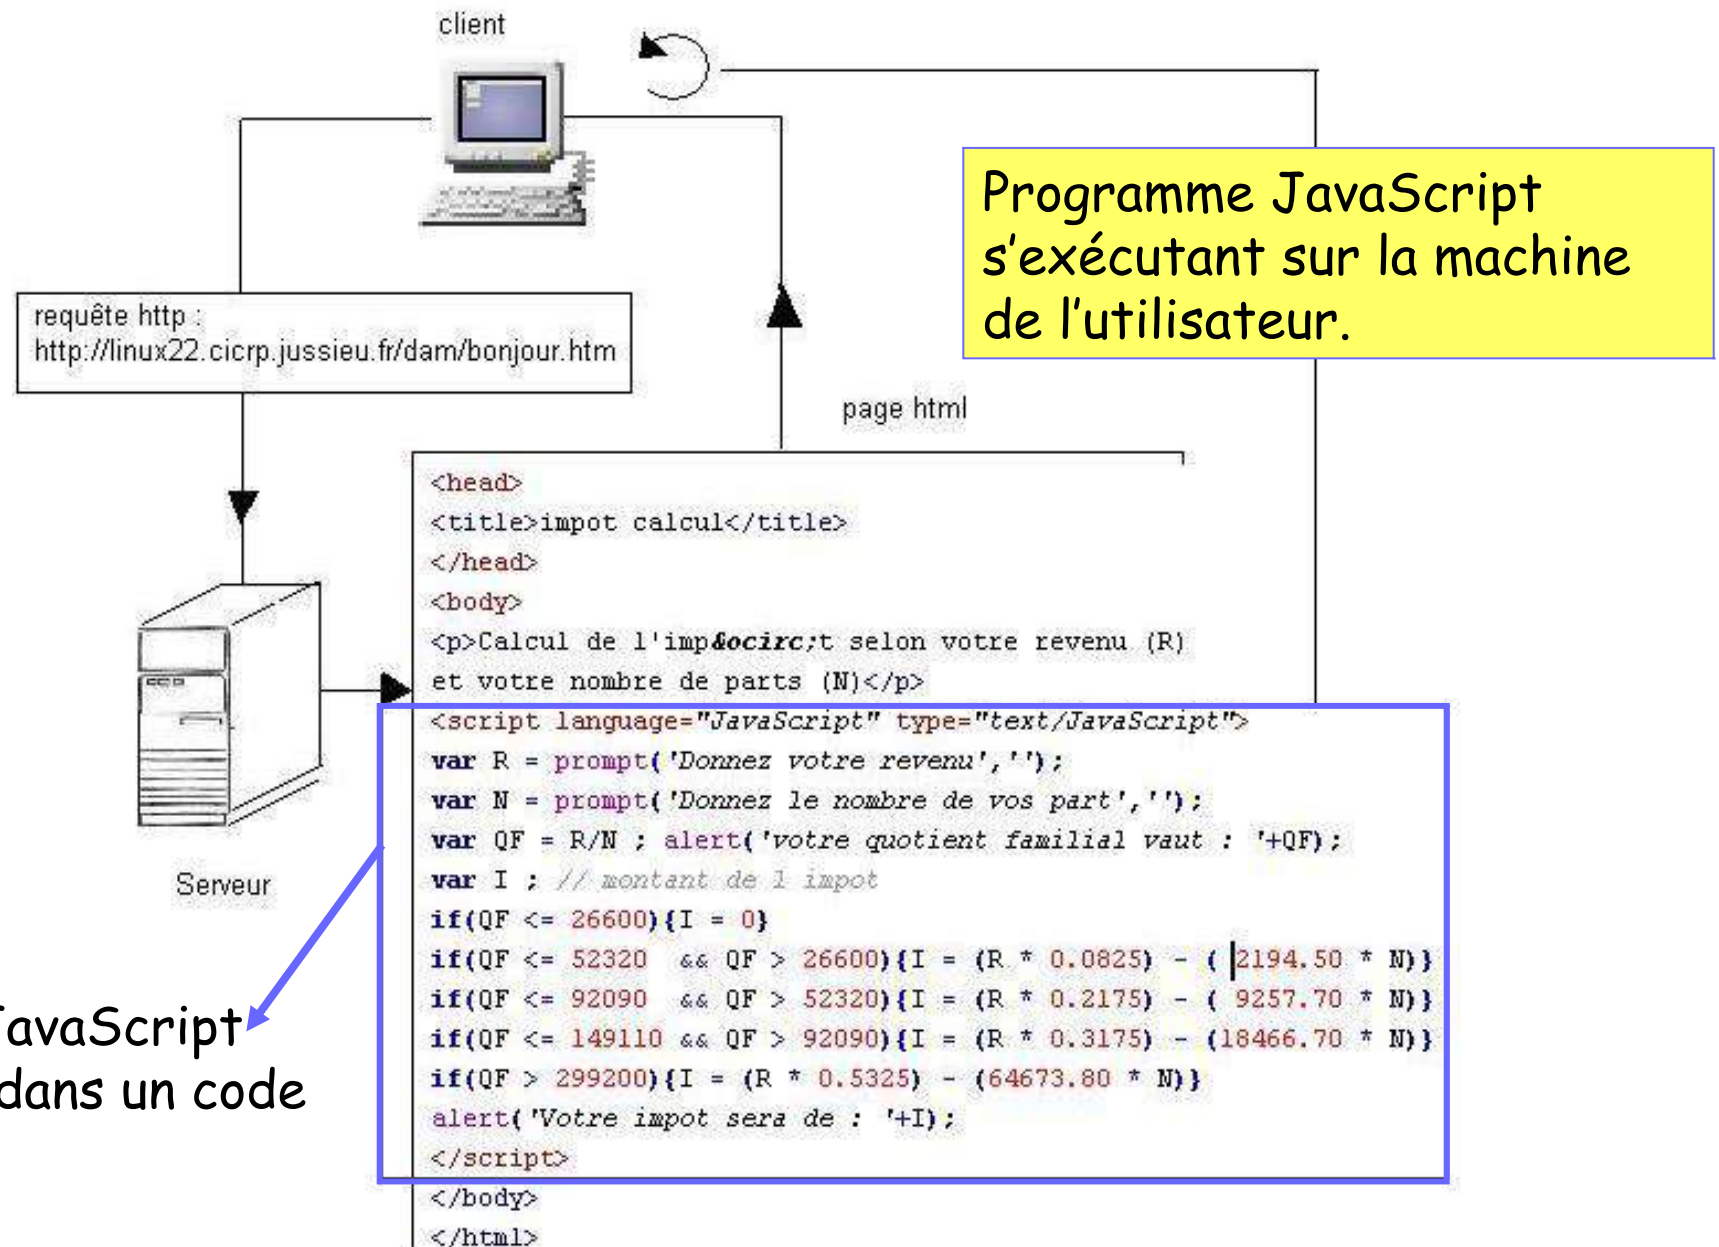 client
Programme JavaScript
s'exécutant sur la machine
de l'utilisateur.
requête http :
http://linux22.cicrp.jussieu.fr/dam/bonjour.htm
page html
<head>
<title>impot calcul</title>
</head>
<body>
<p>Calcul de l'imp&ocirc;t selon votre revenu (R)
et votre nombre de parts (N)</p>
<script language="JavaScript" type="text/JavaScript">
var R = prompt('Donnez votre revenu','');
var N = prompt('Donnez le nombre de vos part','');
var QF = R/N ; alert('votre quotient familial vaut : '+QF);
var I ; // montant de l impot
if(QF <= 26600){I = 0}
if(QF <= 52320 && QF > 26600){I = (R * 0.0825) - ( 2194.50 * N)}
if(QF <= 92090 && QF > 52320){I = (R * 0.2175) - ( 9257.70 * N)}
if(QF <= 149110 && QF > 92090){I = (R * 0.3175) - (18466.70 * N)}
if(QF > 299200){I = (R * 0.5325) - (64673.80 * N)}
alert('Votre impot sera de : '+I);
</script>
</body>
</html>
Serveur
JavaScript
dans un code